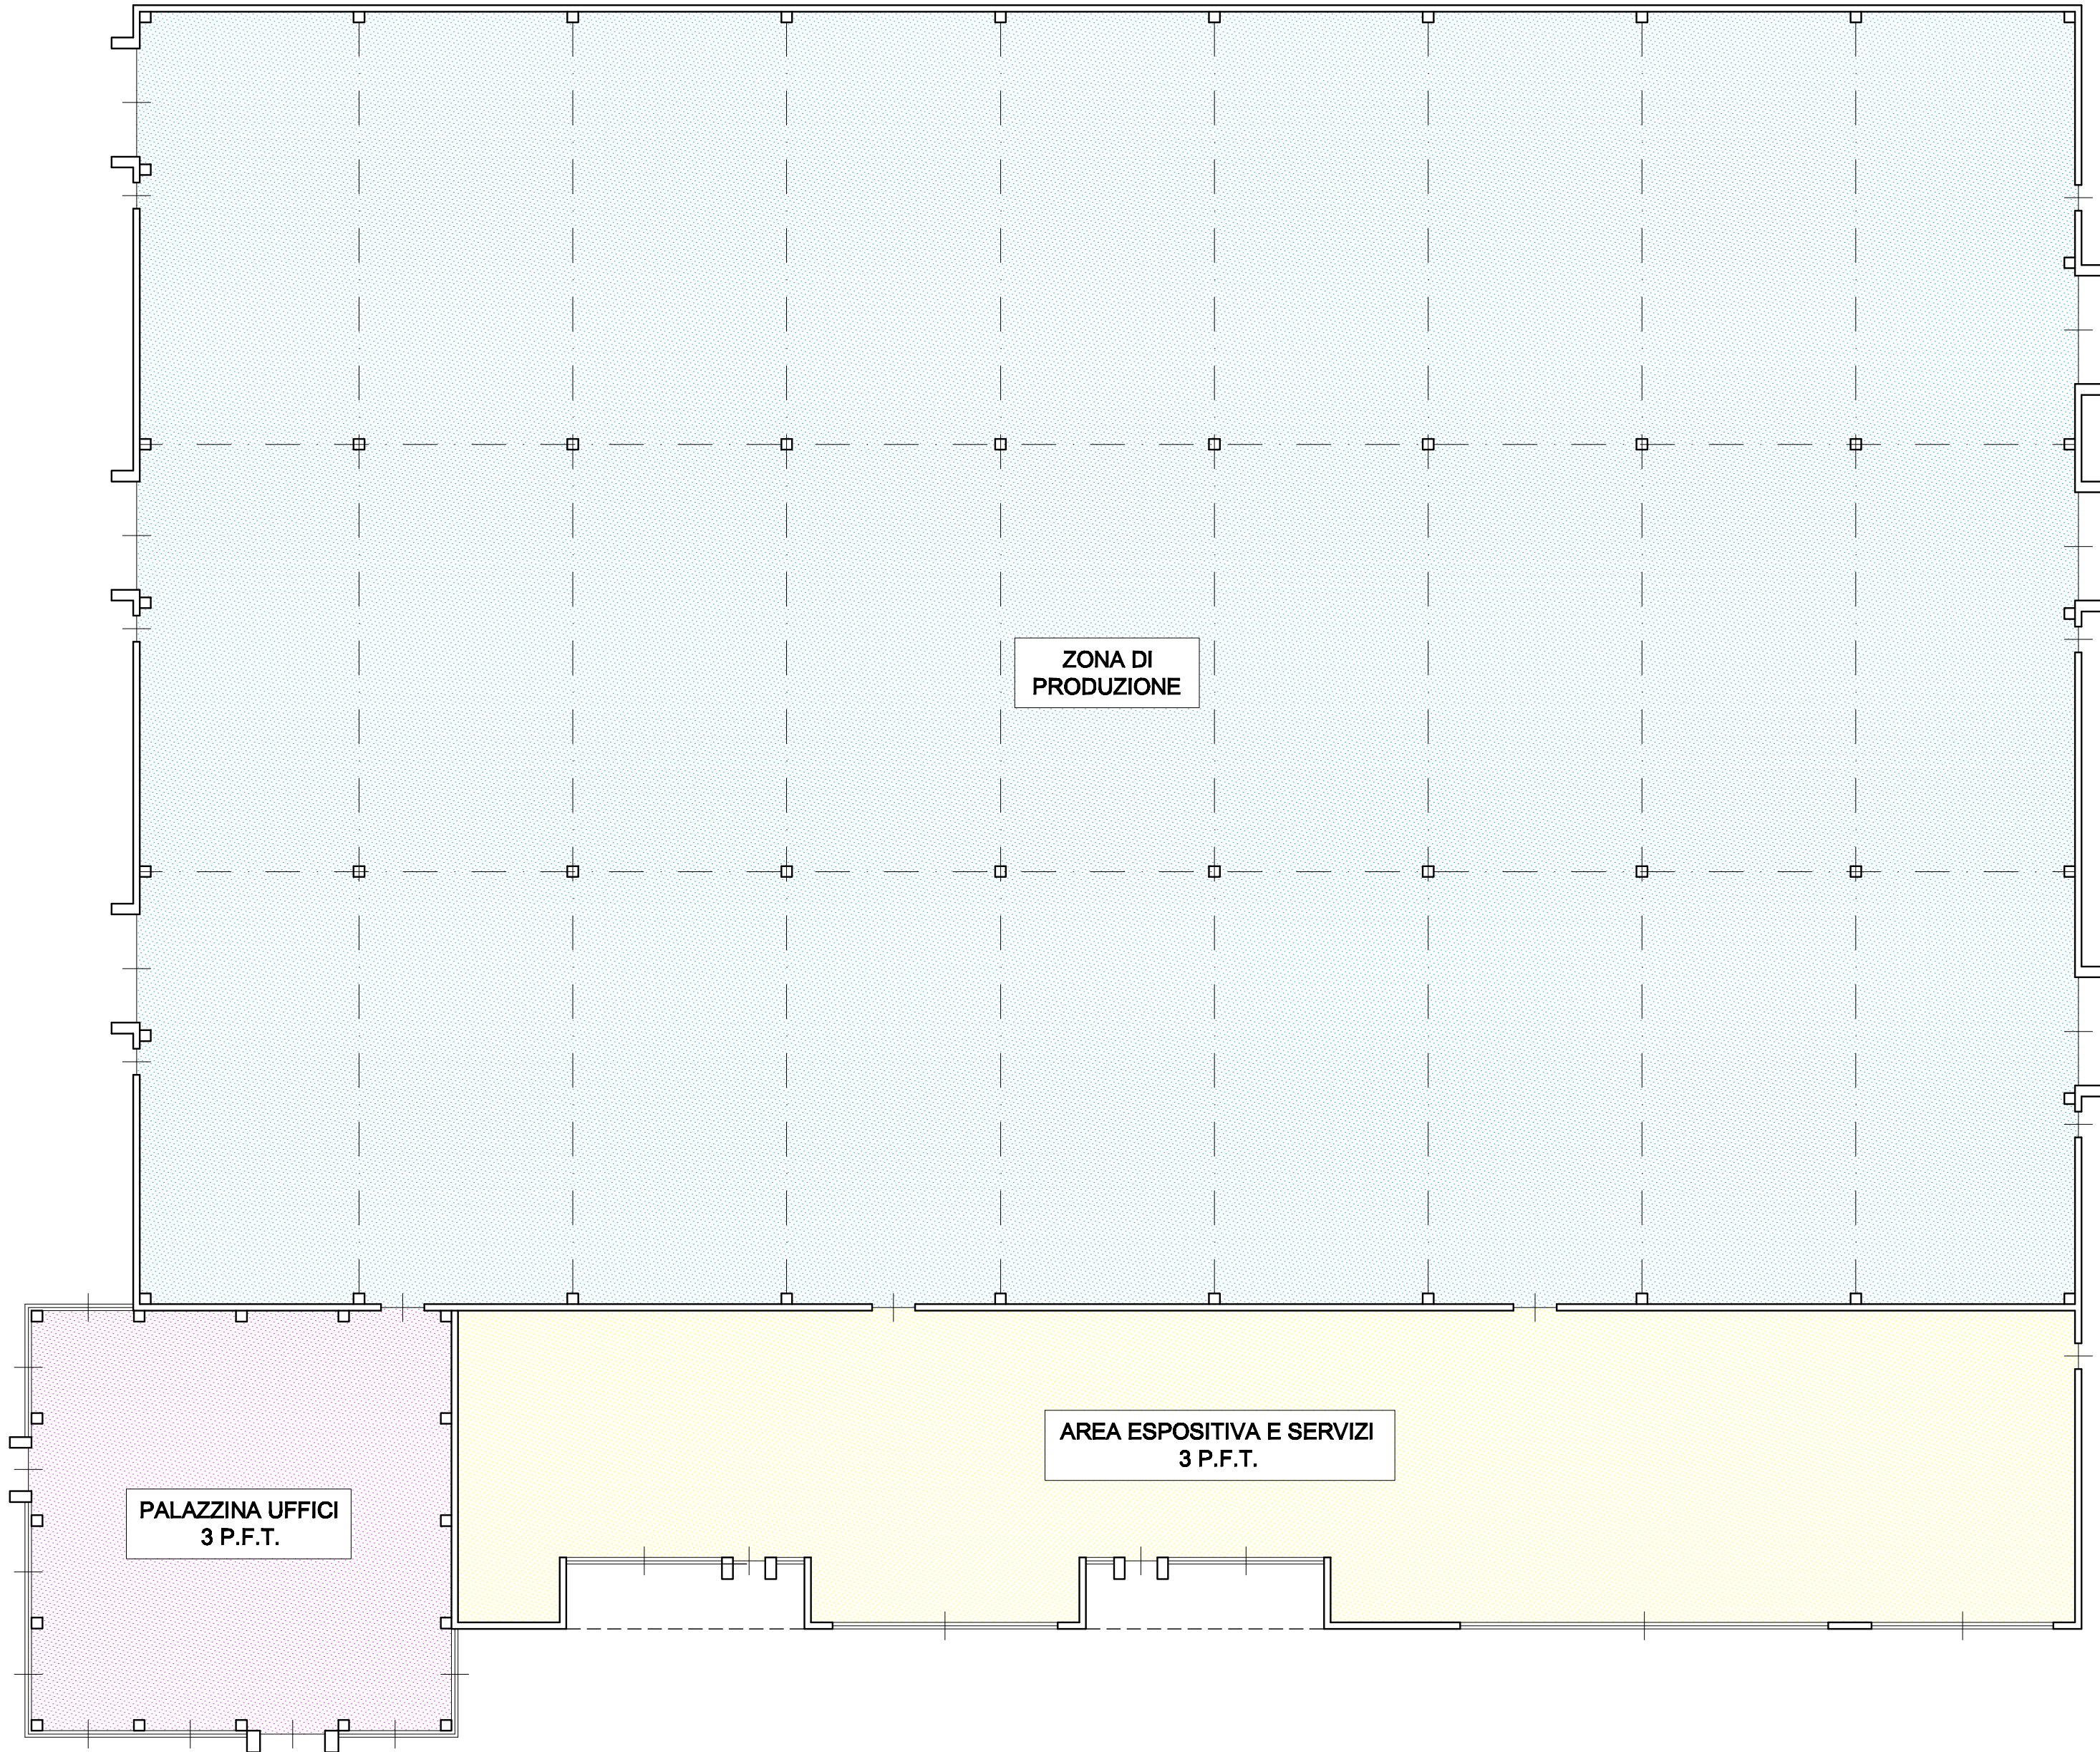 ZONA DI
PRODUZIONE
AREA ESPOSITIVA E SERVIZI
3 P.F.T.
PALAZZINA UFFICI
3 P.F.T.